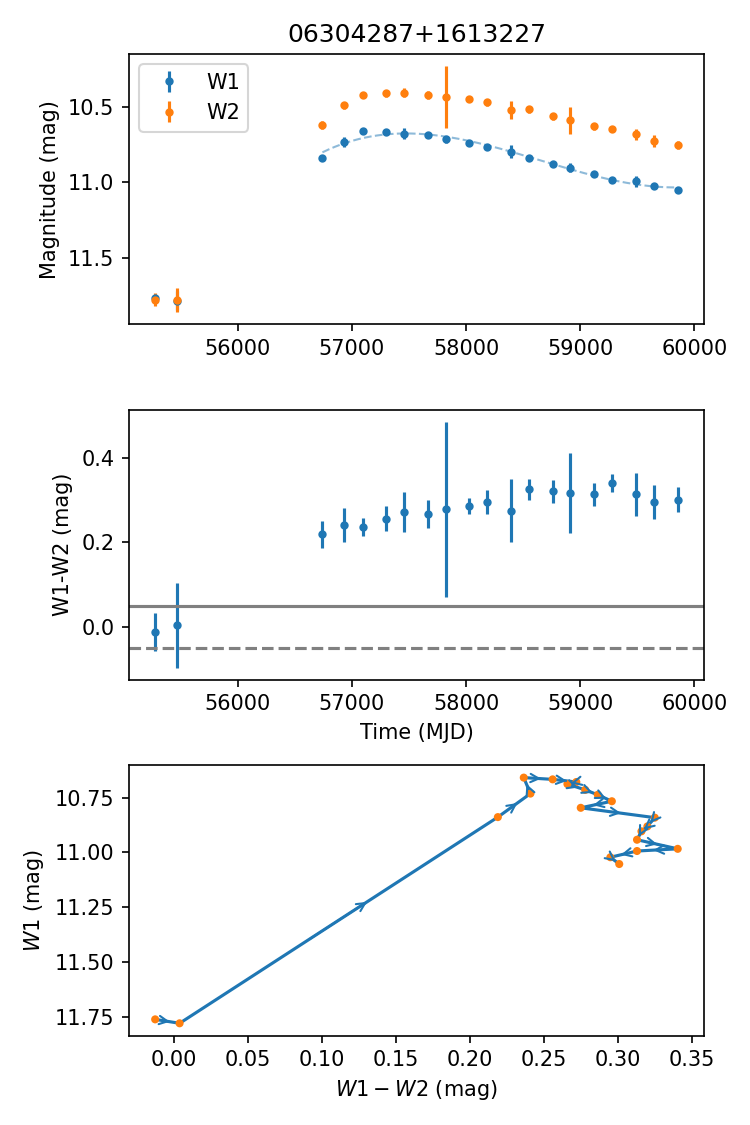 06304287+1613227
W1
W2
Magnitude (mag)
10.5
11.0
11.5
56000 57000 58000 59000 60000
W1-W2 (mag)
0.4
0.2
0.0
56000 57000 58000 59000 60000
Time (MJD)
W1 (mag)
10.75
11.00
11.25
11.50
11.75
0.00 0.05 0.10 0.15 0.20 0.25 0.30 0.35
W1 − W2 (mag)